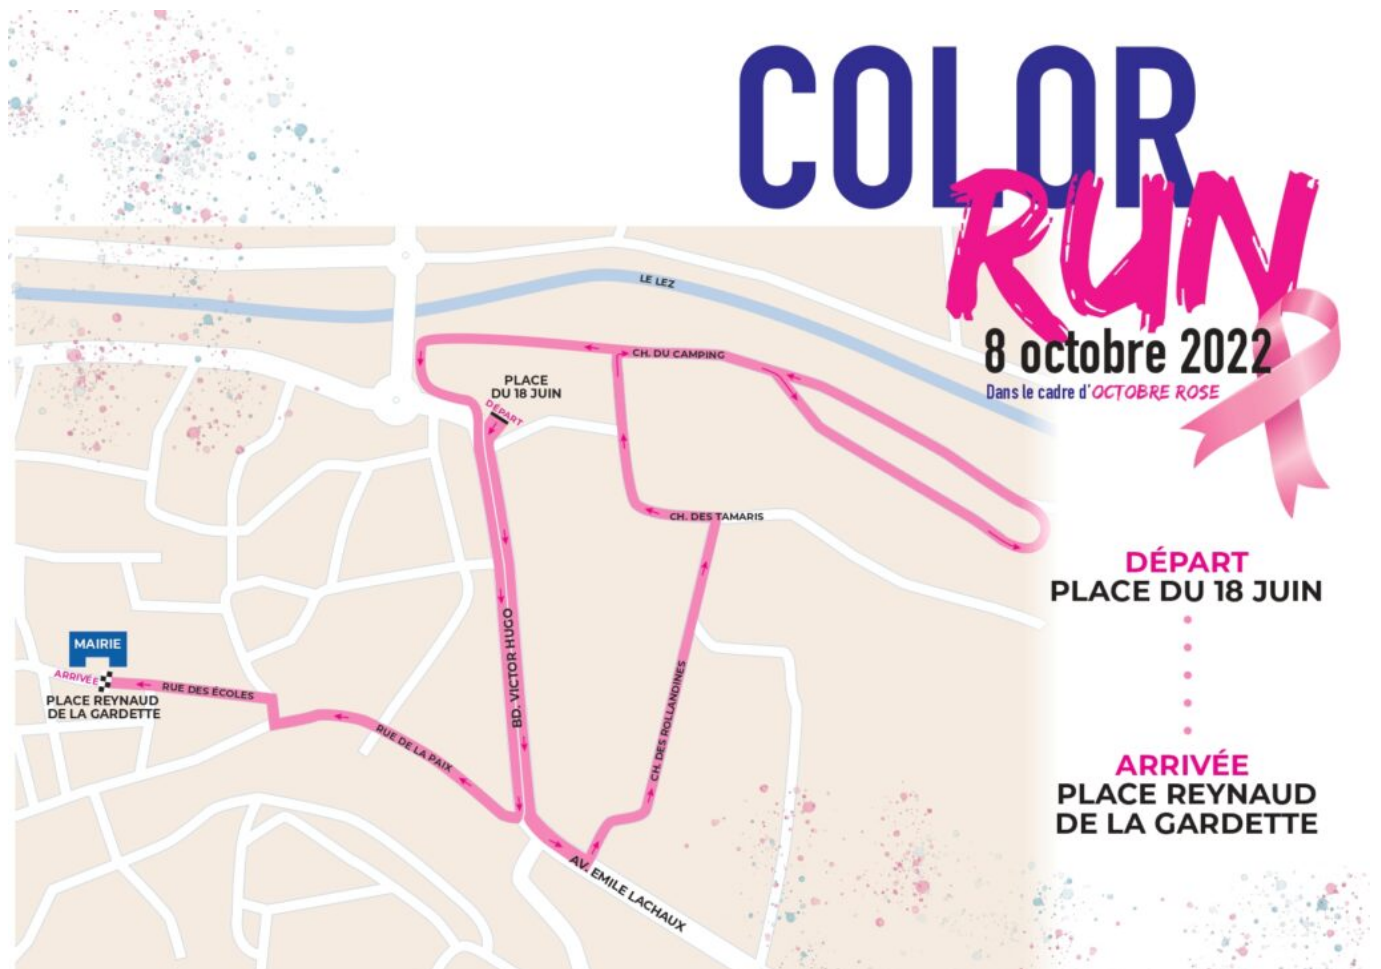 COLOR
RUN
8 octobre 2022
Dans le cadre d'OCTOBRE ROSE
LE LEZ
CH. DU CAMPING
PLACE
DU 18 JUIN
DÉPART
CH. DES TAMARIS
BD. VICTOR HUGO
CH. DES ROLLANDINES
MAIRIE
ARRIVÉE
RUE DES ÉCOLES
PLACE REYNAUD
DE LA GARDETTE
RUE DE LA PAIX
AV. EMILE LACHAUX
DÉPART
PLACE DU 18 JUIN
ARRIVÉE
PLACE REYNAUD
DE LA GARDETTE